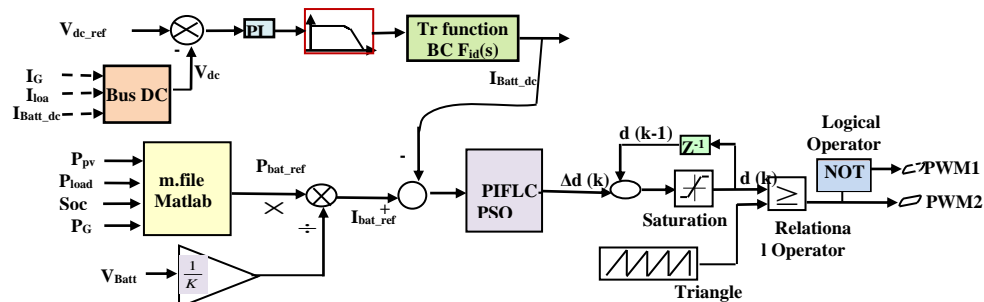 V_dc_ref
-
PI
Tr function
BC F_id(s)
V_dc
I_G
I_loa
I_Batt_dc
Bus DC
I_Batt_dc
P_pv
P_load
Soc
P_G
m.file
Matlab
P_bat_ref
×
÷
I_bat_ref
+
-
PIFLC
PSO
Δd (k)
d (k-1)
Z⁻¹
Saturation
d (k)
≥
Relationa
l Operator
Logical
Operator
NOT
PWM1
PWM2
V_Batt
1
K
Triangle